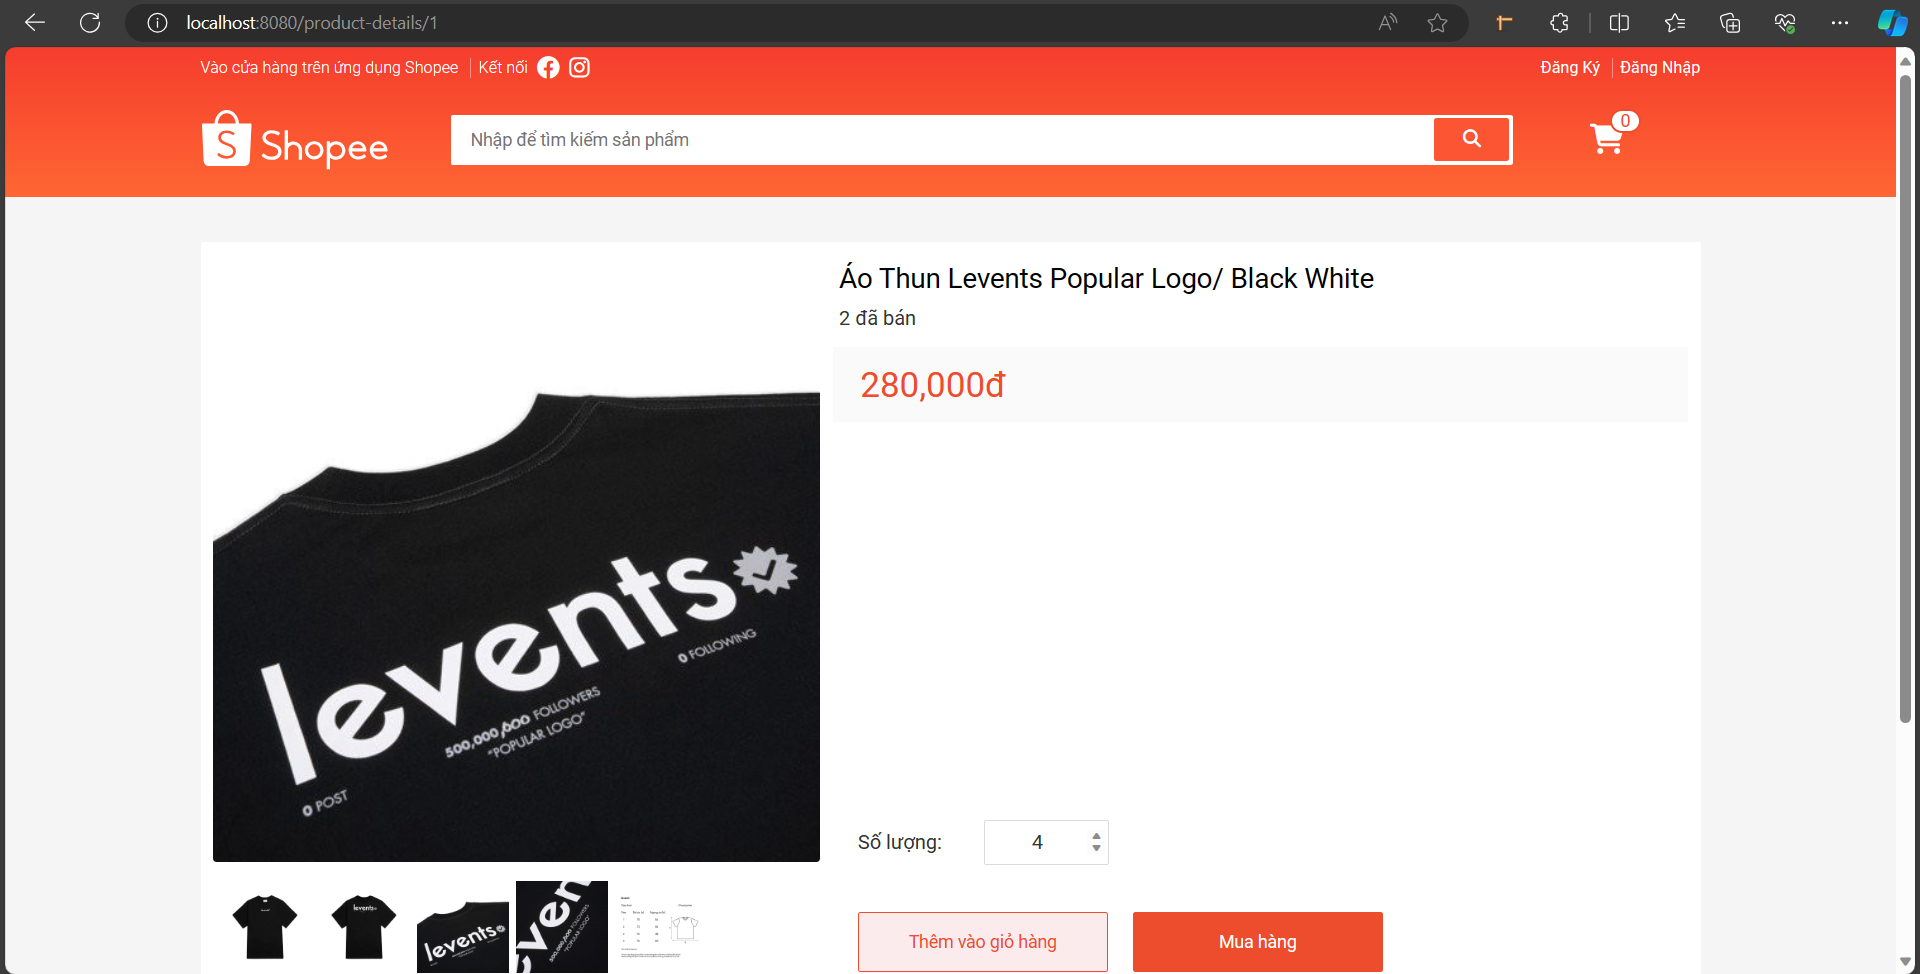 localhost:8080/product-details/1
Vào cửa hàng trên ứng dụng Shopee
Kết nối
Đăng Ký
Đăng Nhập
S Shopee
Nhập để tìm kiếm sản phẩm
0
Áo Thun Levents Popular Logo/ Black White
2 đã bán
280,000đ
levents
0 FOLLOWING
500,000,600 FOLLOWERS
"POPULAR LOGO"
0 POST
Số lượng:
4
levents
levents
Thêm vào giỏ hàng
Mua hàng